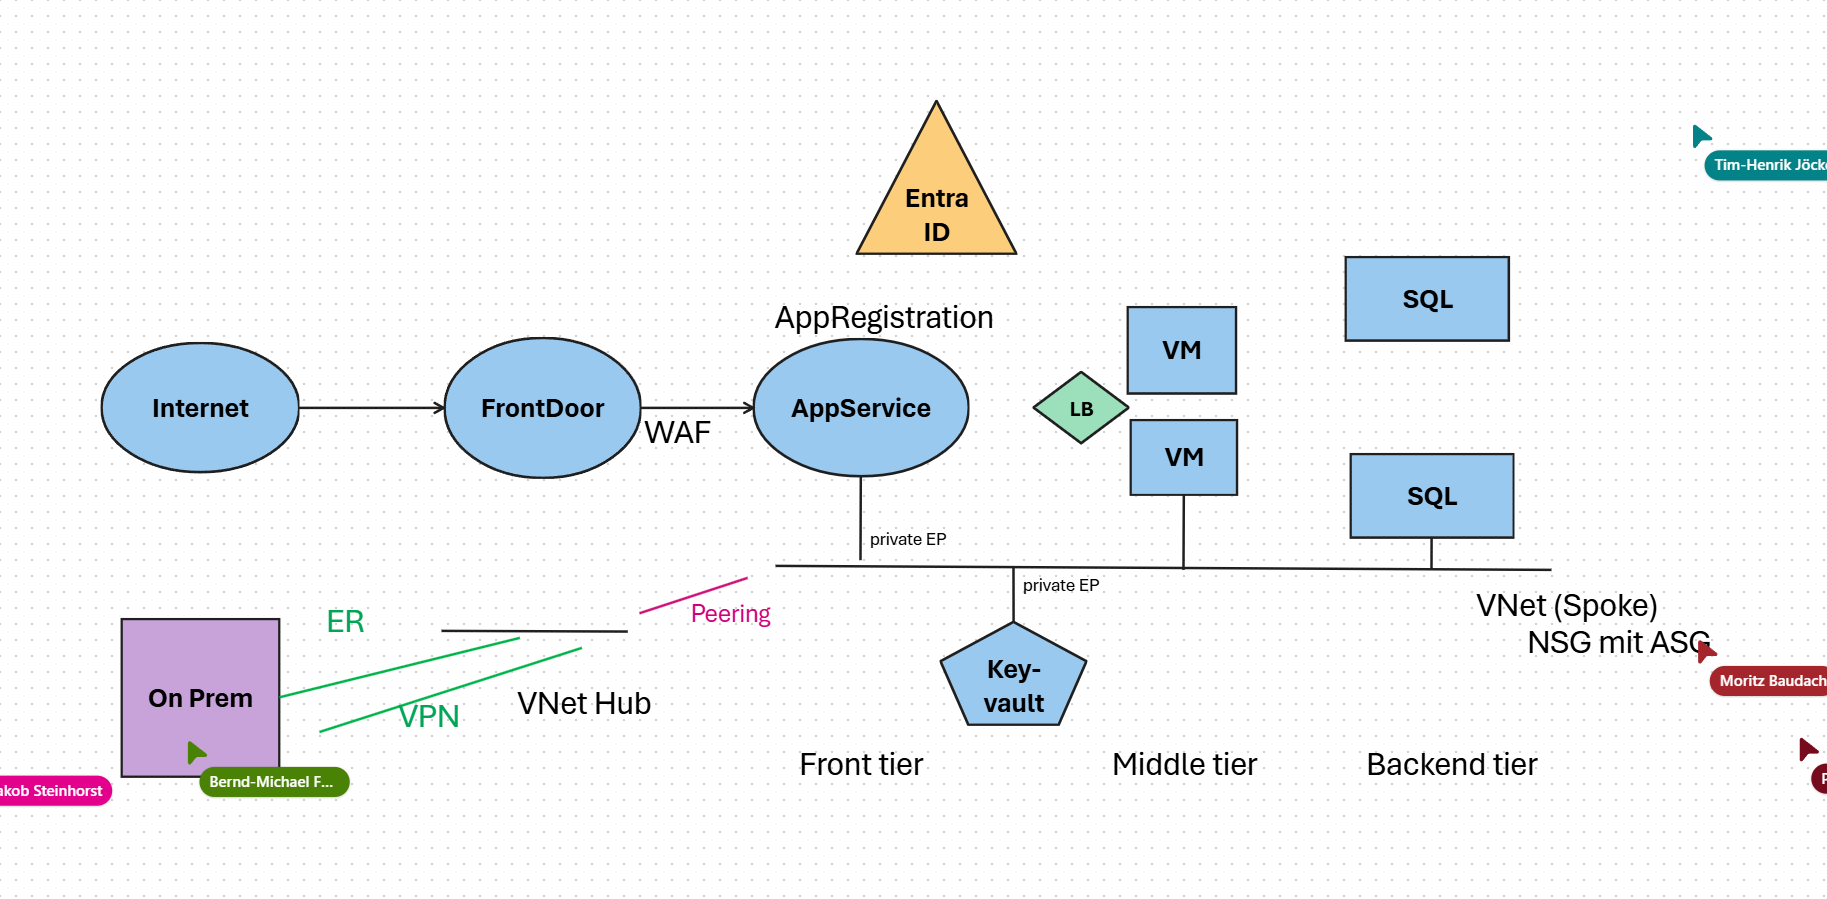 Entra
ID
Tim-Henrik Jöck
SQL
AppRegistration
VM
Internet
FrontDoor
AppService
LB
WAF
VM
SQL
private EP
private EP
Peering
VNet (Spoke)
ER
NSG mit ASG
Key-
vault
Moritz Baudach
On Prem
VNet Hub
VPN
Front tier
Middle tier
Backend tier
Bernd-Michael F...
akob Steinhorst